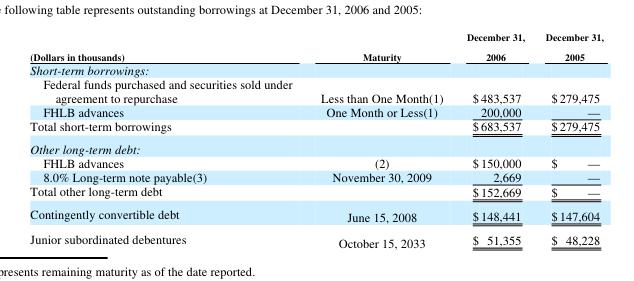 following table represents outstanding borrowings at December 31, 2006 and 2005:
December 31, December 31,
(Dollars in thousands) Maturity 2006 2005
Short-term borrowings:
Federal funds purchased and securities sold under
agreement to repurchase Less than One Month(1) $ 483,537 $ 279,475
FHLB advances One Month or Less(1) 200,000 —
Total short-term borrowings $ 683,537 $ 279,475
Other long-term debt:
FHLB advances (2) $ 150,000 $ —
8.0% Long-term note payable(3) November 30, 2009 2,669 —
Total other long-term debt $ 152,669 $ —
Contingently convertible debt June 15, 2008 $ 148,441 $ 147,604
Junior subordinated debentures October 15, 2033 $ 51,355 $ 48,228
presents remaining maturity as of the date reported.